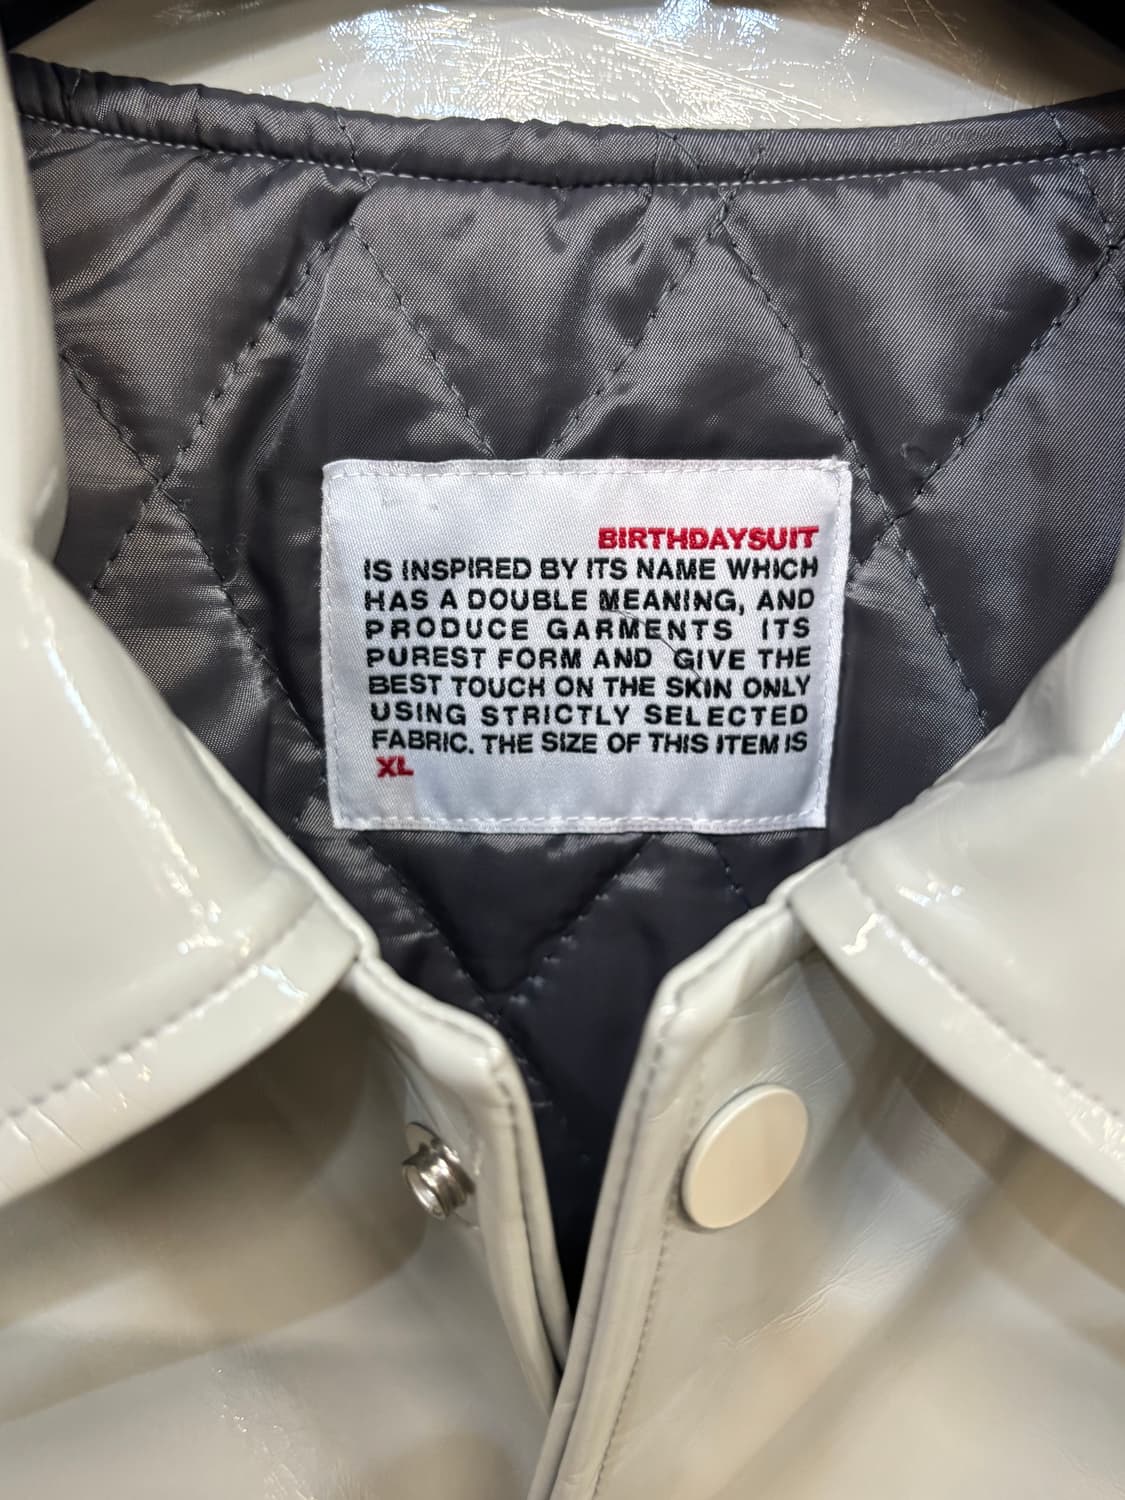 BIRTHDAYSUIT
IS INSPIRED BY ITS NAME WHICH
HAS A DOUBLE MEANING, AND
PRODUCE GARMENTS ITS
PUREST FORM AND GIVE THE
BEST TOUCH ON THE SKIN ONLY
USING STRICTLY SELECTED
FABRIC. THE SIZE OF THIS ITEM IS
XL